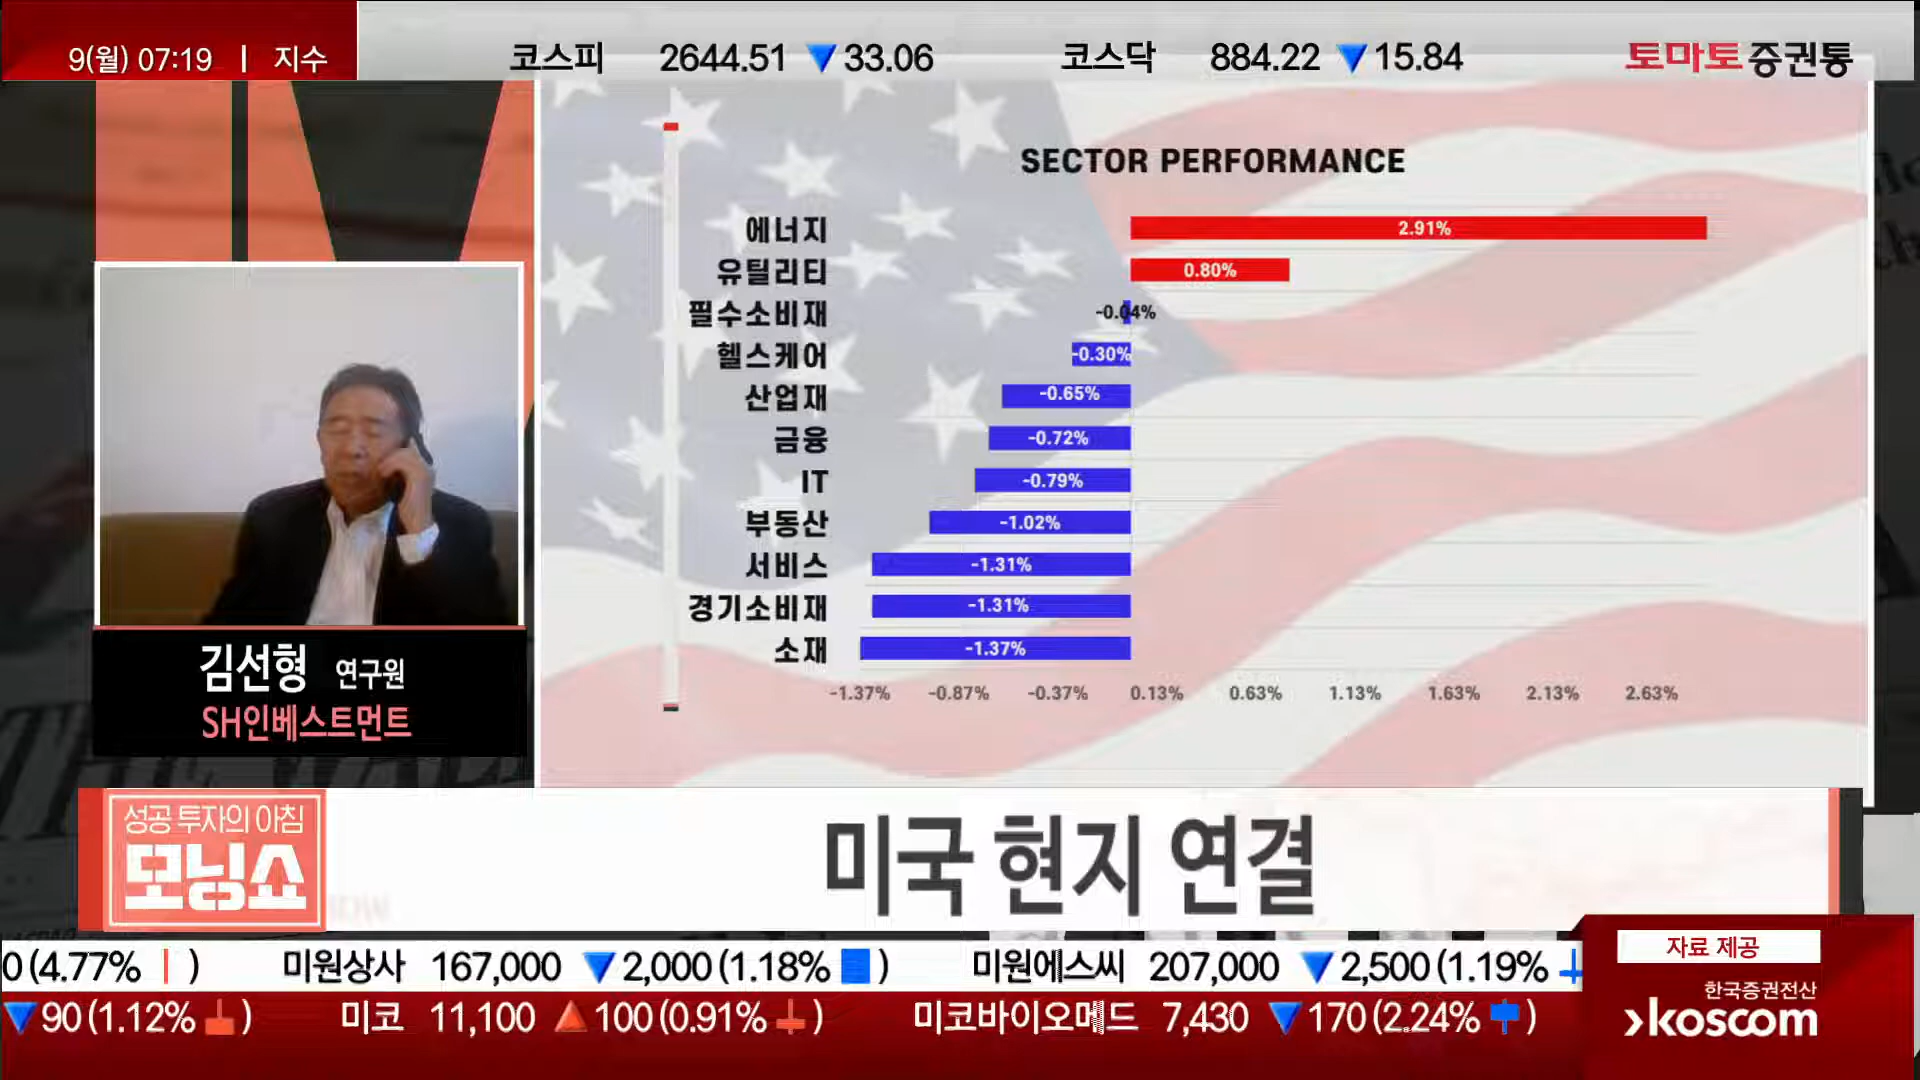 9(월) 07:19 | 지수
코스피 2644.51 ▼33.06 코스닥 884.22 ▼15.84
토마토증권통
SECTOR PERFORMANCE
에너지 2.91%
유틸리티 0.80%
필수소비재 -0.04%
헬스케어 -0.30%
산업재 -0.65%
금융 -0.72%
IT -0.79%
부동산 -1.02%
서비스 -1.31%
경기소비재 -1.31%
소재 -1.37%
-1.37% -0.87% -0.37% 0.13% 0.63% 1.13% 1.63% 2.13% 2.63%
김선형 연구원
SH인베스트먼트
성공 투자의 아침
모닝쇼
미국 현지 연결
0(4.77% ) 미원상사 167,000 ▼2,000(1.18% ) 미원에스씨 207,000 ▼2,500(1.19%
▼90(1.12% ) 미코 11,100 ▲100(0.91% ) 미코바이오메드 7,430 ▼170(2.24% )
자료 제공
한국증권전산
koscom